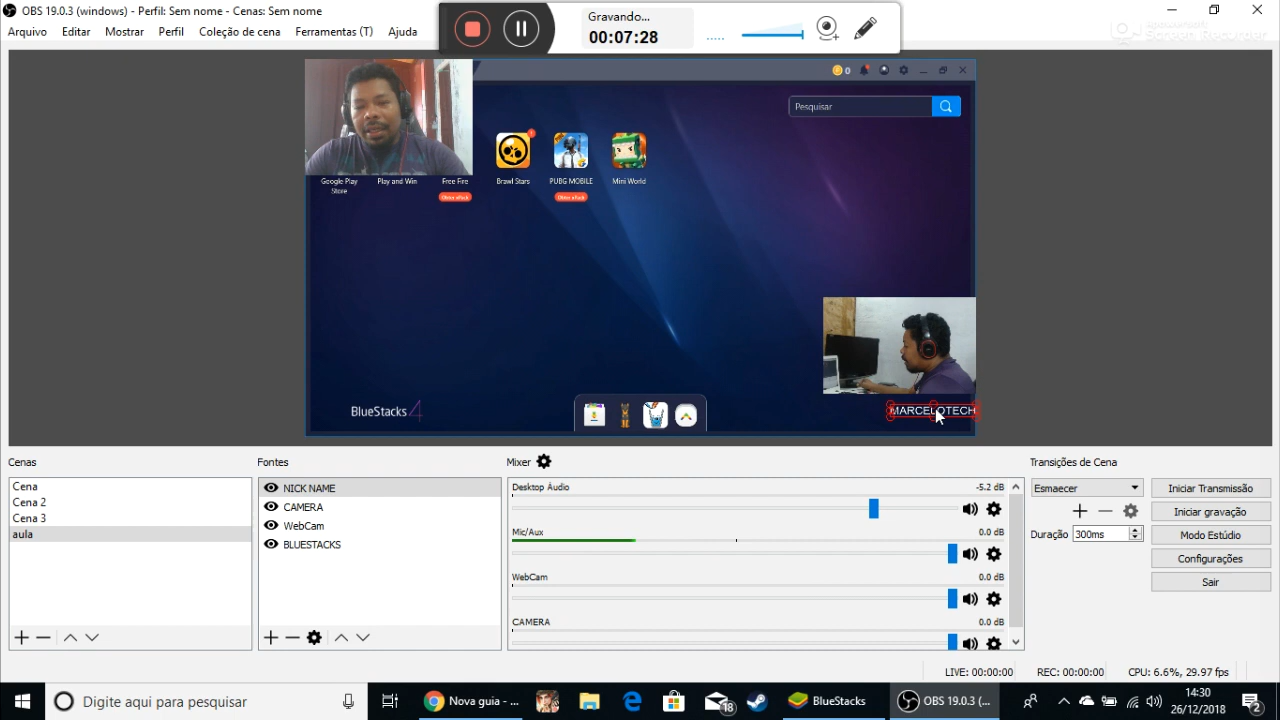 OBS 19.0.3 (windows) - Perfil: Sem nome - Cenas: Sem nome
Arquivo Editar Mostrar Perfil Coleção de cena Ferramentas (T) Ajuda
Gravando...
00:07:28
Screen Recorder
0
Pesquisar
Google Play Store
Play and Win
Free Fire
Brawl Stars
PUBG MOBILE
Mini World
BlueStacks 4
MARCELOTECH
Cenas
Cena
Cena 2
Cena 3
aula
Fontes
NICK NAME
CAMERA
WebCam
BLUESTACKS
Mixer
Desktop Áudio -5.2 dB
Mic/Aux 0.0 dB
WebCam 0.0 dB
CAMERA 0.0 dB
Transições de Cena
Esmaecer
Duração 300ms
Iniciar Transmissão
Iniciar gravação
Modo Estúdio
Configurações
Sair
LIVE: 00:00:00 REC: 00:00:00 CPU: 6.6%, 29.97 fps
Digite aqui para pesquisar
Nova guia - ...
18
BlueStacks
OBS 19.0.3 (...
14:30
26/12/2018
2